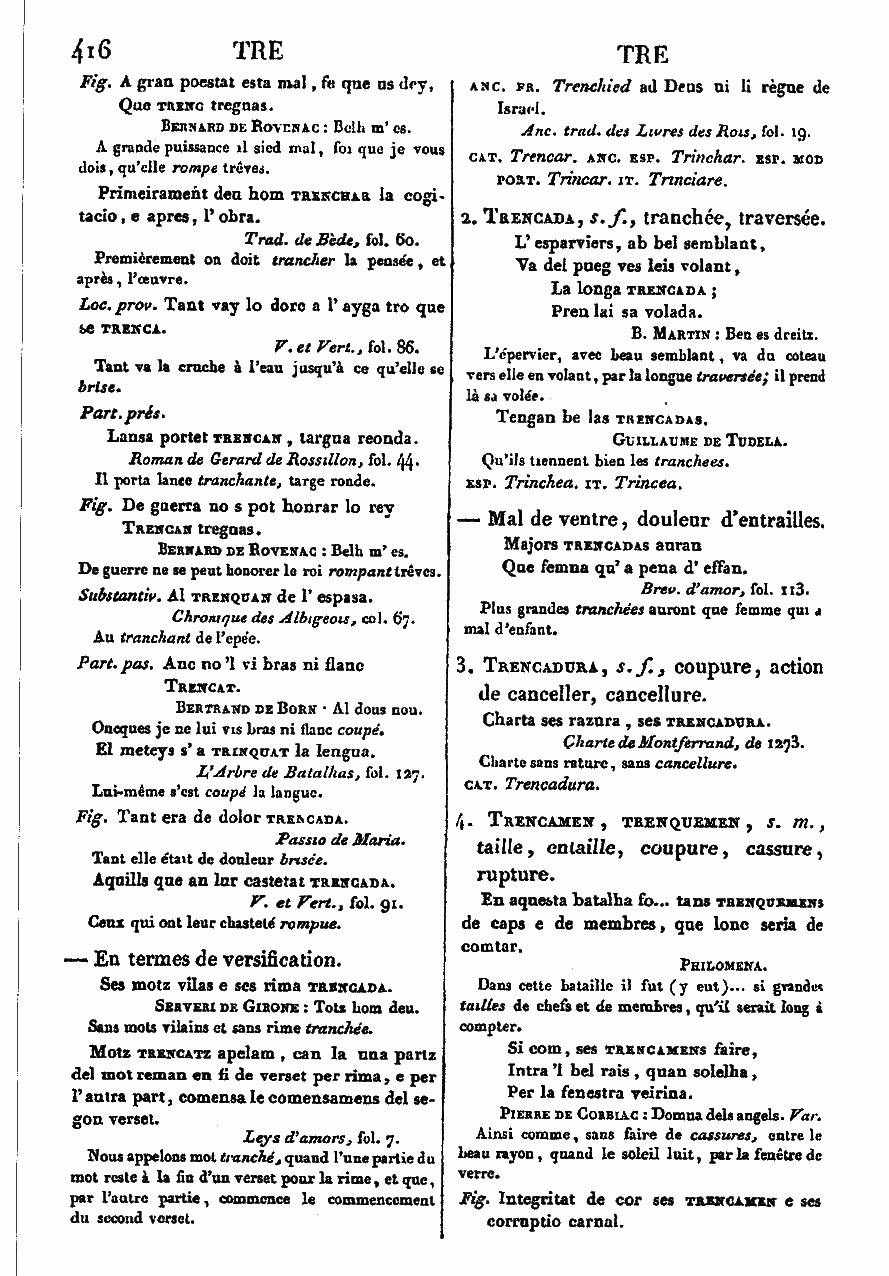 416 TRE TRE
Fig. A gran poestat esta mal, fe que us dey,
Que TRENC treguas.
BERNARD DE ROVENAC : Belh m' es.
A grande puissance il sied mal, foi que je vous
dois, qu'elle rompe trêves.
Primeirament deu hom TRENCHAR la cogi-
tacio, e apres, l' obra.
Trad. de Bède, fol. 60.
Premièrement on doit trancher la pensée, et
après, l'œuvre.
Loc. prov. Tant vay lo dorc a l' ayga tro que
se TRENCA.
V. et Vert., fol. 86.
Tant va la cruche à l'eau jusqu'à ce qu'elle se
brise.
Part. prés.
Lansa portet TRENCAN, targua reonda.
Roman de Gerard de Rossillon, fol. 44.
Il porta lance tranchante, targe ronde.
Fig. De guerra no s pot honrar lo rey
TRENCAN treguas.
BERNARD DE ROVENAC : Belh m' es.
De guerre ne se peut honorer le roi rompant trêves.
Substantiv. Al TRENQUAN de l' espasa.
Chronique des Albigeois, col. 67.
Au tranchant de l'epée.
Part. pas. Anc no 'l vi bras ni flanc
TRENCAT.
BERTRAND DE BORN · Al dous nou.
Oncques je ne lui vis bras ni flanc coupé.
El meteys s' a TRINQUAT la lengua.
L'Arbre de Batalhas, fol. 127.
Lui-même s'est coupé la langue.
Fig. Tant era de dolor TRENCADA.
Passio de Maria.
Tant elle était de douleur brisée.
Aquills que an lur castetat TRENCADA.
V. et Vert., fol. 91.
Ceux qui ont leur chasteté rompue.
— En termes de versification.
Ses motz vilas e ses rima TRENCADA.
SERVERI DE GIRONE : Totz hom deu.
Sans mots vilains et sans rime tranchée.
Motz TRENCATZ apelam, can la una partz
del mot reman en fi de verset per rima, e per
l'autra part, comensa le comensamens del se-
gon verset.
Leys d'amors, fol. 7.
Nous appelons mot tranché, quand l'une partie du
mot reste à la fin d'un verset pour la rime, et que,
par l'autre partie, commence le commencement
du second verset.
ANC. FR. Trenchied ad Deus ni li règne de
Israel.
Anc. trad. des Livres des Rois, fol. 19.
CAT. Trencar. ANC. ESP. Trinchar. ESP. MOD
PORT. Trincar. IT. Trinciare.
2. TRENCADA, s. f., tranchée, traversée.
L' esparviers, ab bel semblant,
Va del pueg ves leis volant,
La longa TRENCADA ;
Pren lai sa volada.
B. MARTIN : Ben es dreitz.
L'épervier, avec beau semblant, va du coteau
vers elle en volant, par la longue traversée; il prend
là sa volée.
Tengan be las TRENCADAS.
GUILLAUME DE TUDELA.
Qu'ils tiennent bien les tranchees.
ESP. Trinchea. IT. Trincea.
— Mal de ventre, douleur d'entrailles.
Majors TRENCADAS auran
Que femna qu' a pena d' effan.
Brev. d'amor, fol. 113.
Plus grandes tranchées auront que femme qui a
mal d'enfant.
3. TRENCADURA, s. f., coupure, action
de canceller, cancellure.
Charta ses razura, ses TRENCADURA.
Charte de Montferrand, de 1273.
Charte sans rature, sans cancellure.
CAT. Trencadura.
4. TRENCAMEN, TRENQUEMEN, s. m.,
taille, entaille, coupure, cassure,
rupture.
En aquesta batalha fo... tans TRENQUEMENS
de caps e de membres, que lonc seria de
comtar.
PHILOMENA.
Dans cette bataille il fut (y eut)... si grandes
tailles de chefs et de membres, qu'il serait long à
compter.
Si com, ses TRENCAMENS faire,
Intra 'l bel rais, quan solelha,
Per la fenestra veirina.
PIERRE DE CORBIAC : Domna dels angels. Var.
Ainsi comme, sans faire de cassures, entre le
beau rayon, quand le soleil luit, par la fenêtre de
verre.
Fig. Integritat de cor ses TRENCAMEN e ses
corruptio carnal.